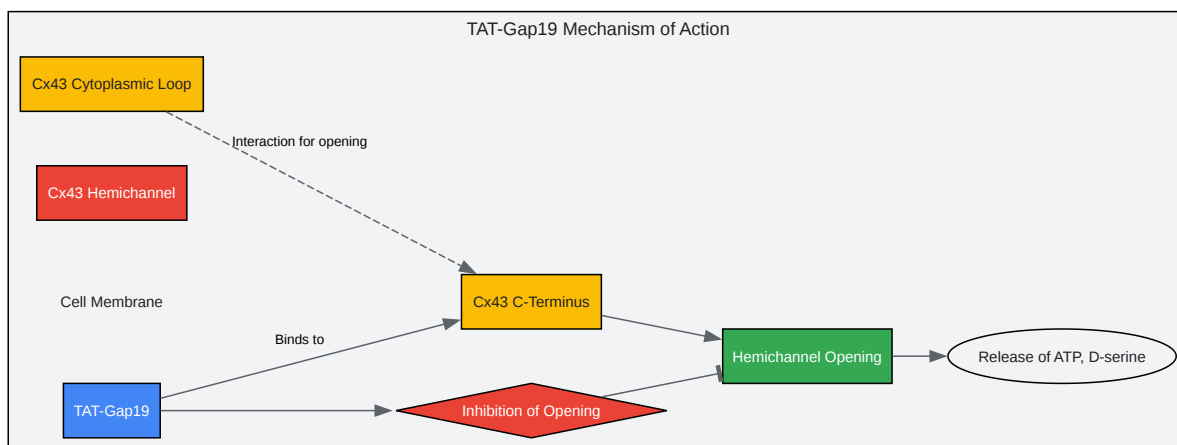 TAT-Gap19 Mechanism of Action
Cx43 Cytoplasmic Loop
Interaction for opening
Cx43 Hemichannel
Cell Membrane
Cx43 C-Terminus
Binds to
Hemichannel Opening
Release of ATP, D-serine
TAT-Gap19
Inhibition of Opening